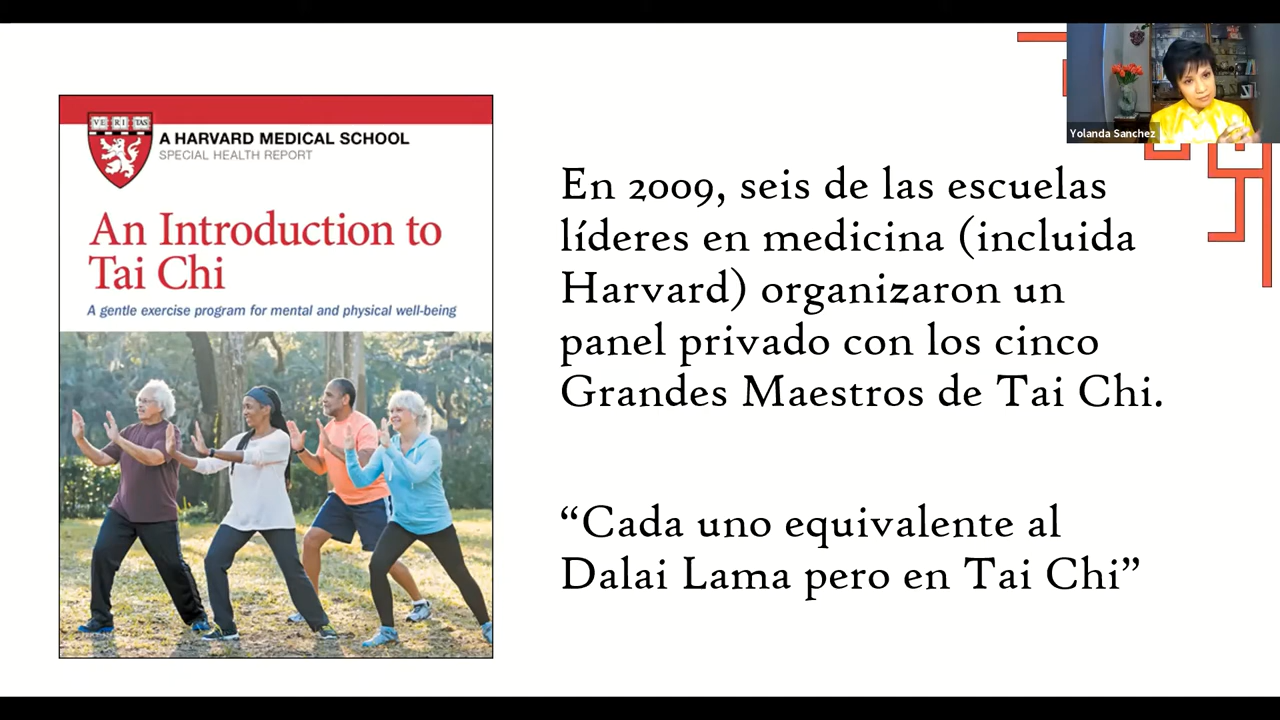 VE RI TAS
A HARVARD MEDICAL SCHOOL
SPECIAL HEALTH REPORT
An Introduction to
Tai Chi
A gentle exercise program for mental and physical well-being
En 2009, seis de las escuelas
líderes en medicina (incluida
Harvard) organizaron un
panel privado con los cinco
Grandes Maestros de Tai Chi.
“Cada uno equivalente al
Dalai Lama pero en Tai Chi”
Yolanda Sanchez